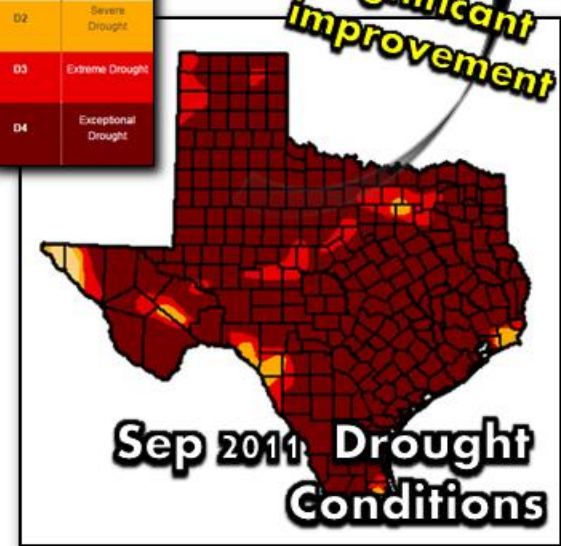 D2 Severe
Drought
D3 Extreme Drought
D4 Exceptional
Drought
improvement
Sep 2011 Drought
Conditions